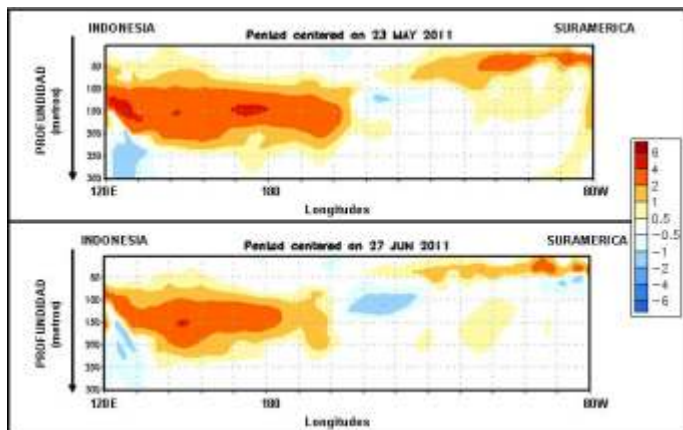 INDONESIA
Pentad centered on 23 MAY 2011
SURAMERICA
PROFUNDIDAD
(metros)
50
100
150
200
250
300
120E
180
80W
Longitudes
INDONESIA
Pentad centered on 27 JUN 2011
SURAMERICA
PROFUNDIDAD
(metros)
50
100
150
200
250
300
120E
180
80W
Longitudes
6
4
2
1
0.5
-0.5
-1
-2
-4
-6